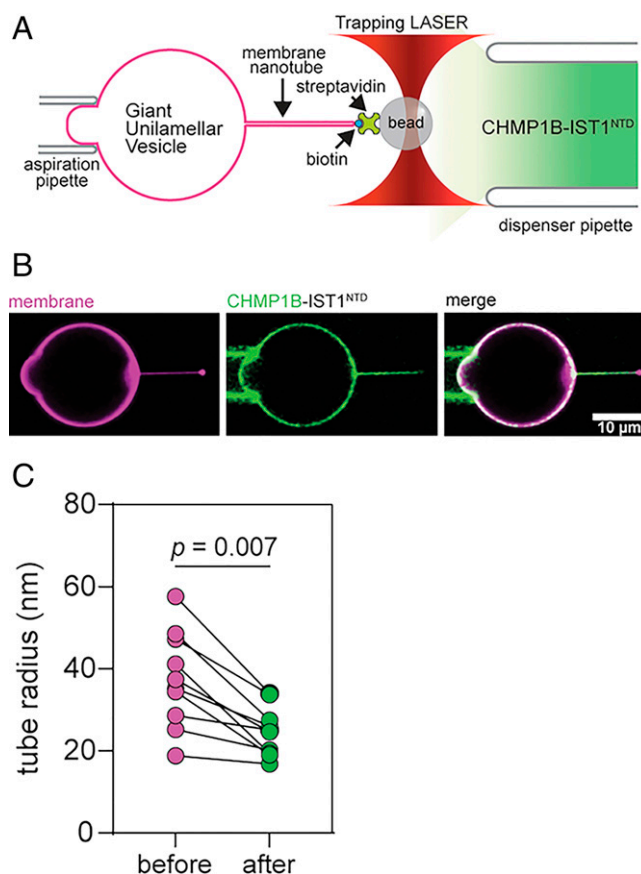 A
Trapping LASER
membrane
nanotube
streptavidin
Giant
Unilamellar
Vesicle
bead
CHMP1B-IST1ᴺᵀᴰ
biotin
aspiration
pipette
dispenser pipette
B
membrane
CHMP1B-IST1ᴺᵀᴰ
merge
10 µm
C
80
p = 0.007
60
40
20
0
tube radius (nm)
before
after